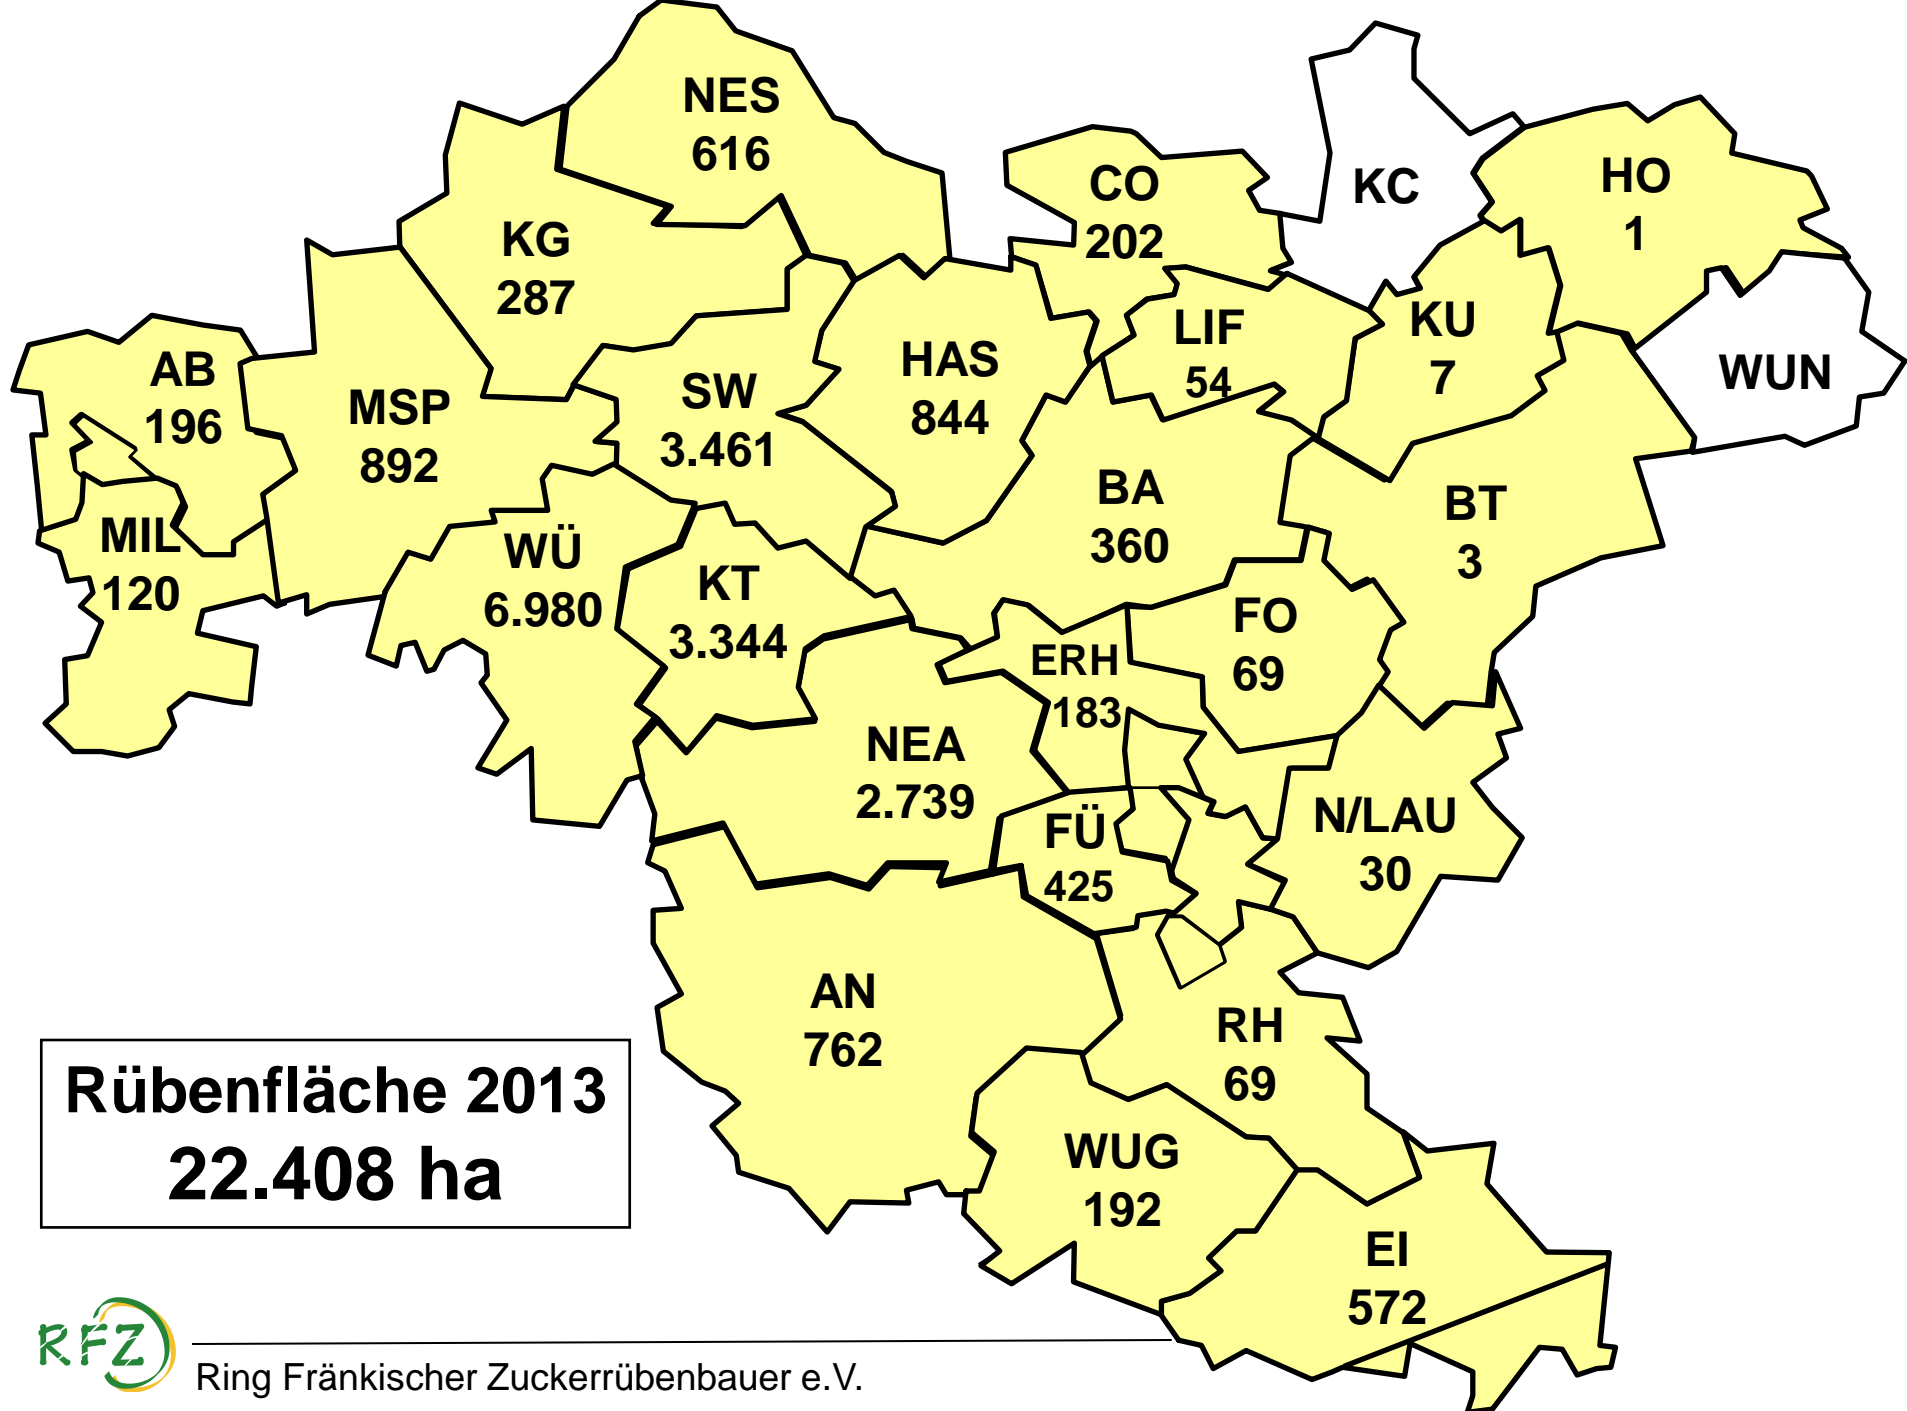 NES
616
CO
202
KC
HO
1
KG
287
LIF
54
KU
7
WUN
AB
196
MSP
892
SW
3.461
HAS
844
BA
360
BT
3
MIL
120
WÜ
6.980
KT
3.344
FO
69
ERH
183
NEA
2.739
FÜ
425
N/LAU
30
AN
762
RH
69
WUG
192
EI
572
Rübenfläche 2013
22.408 ha
RFZ
Ring Fränkischer Zuckerrübenbauer e.V.